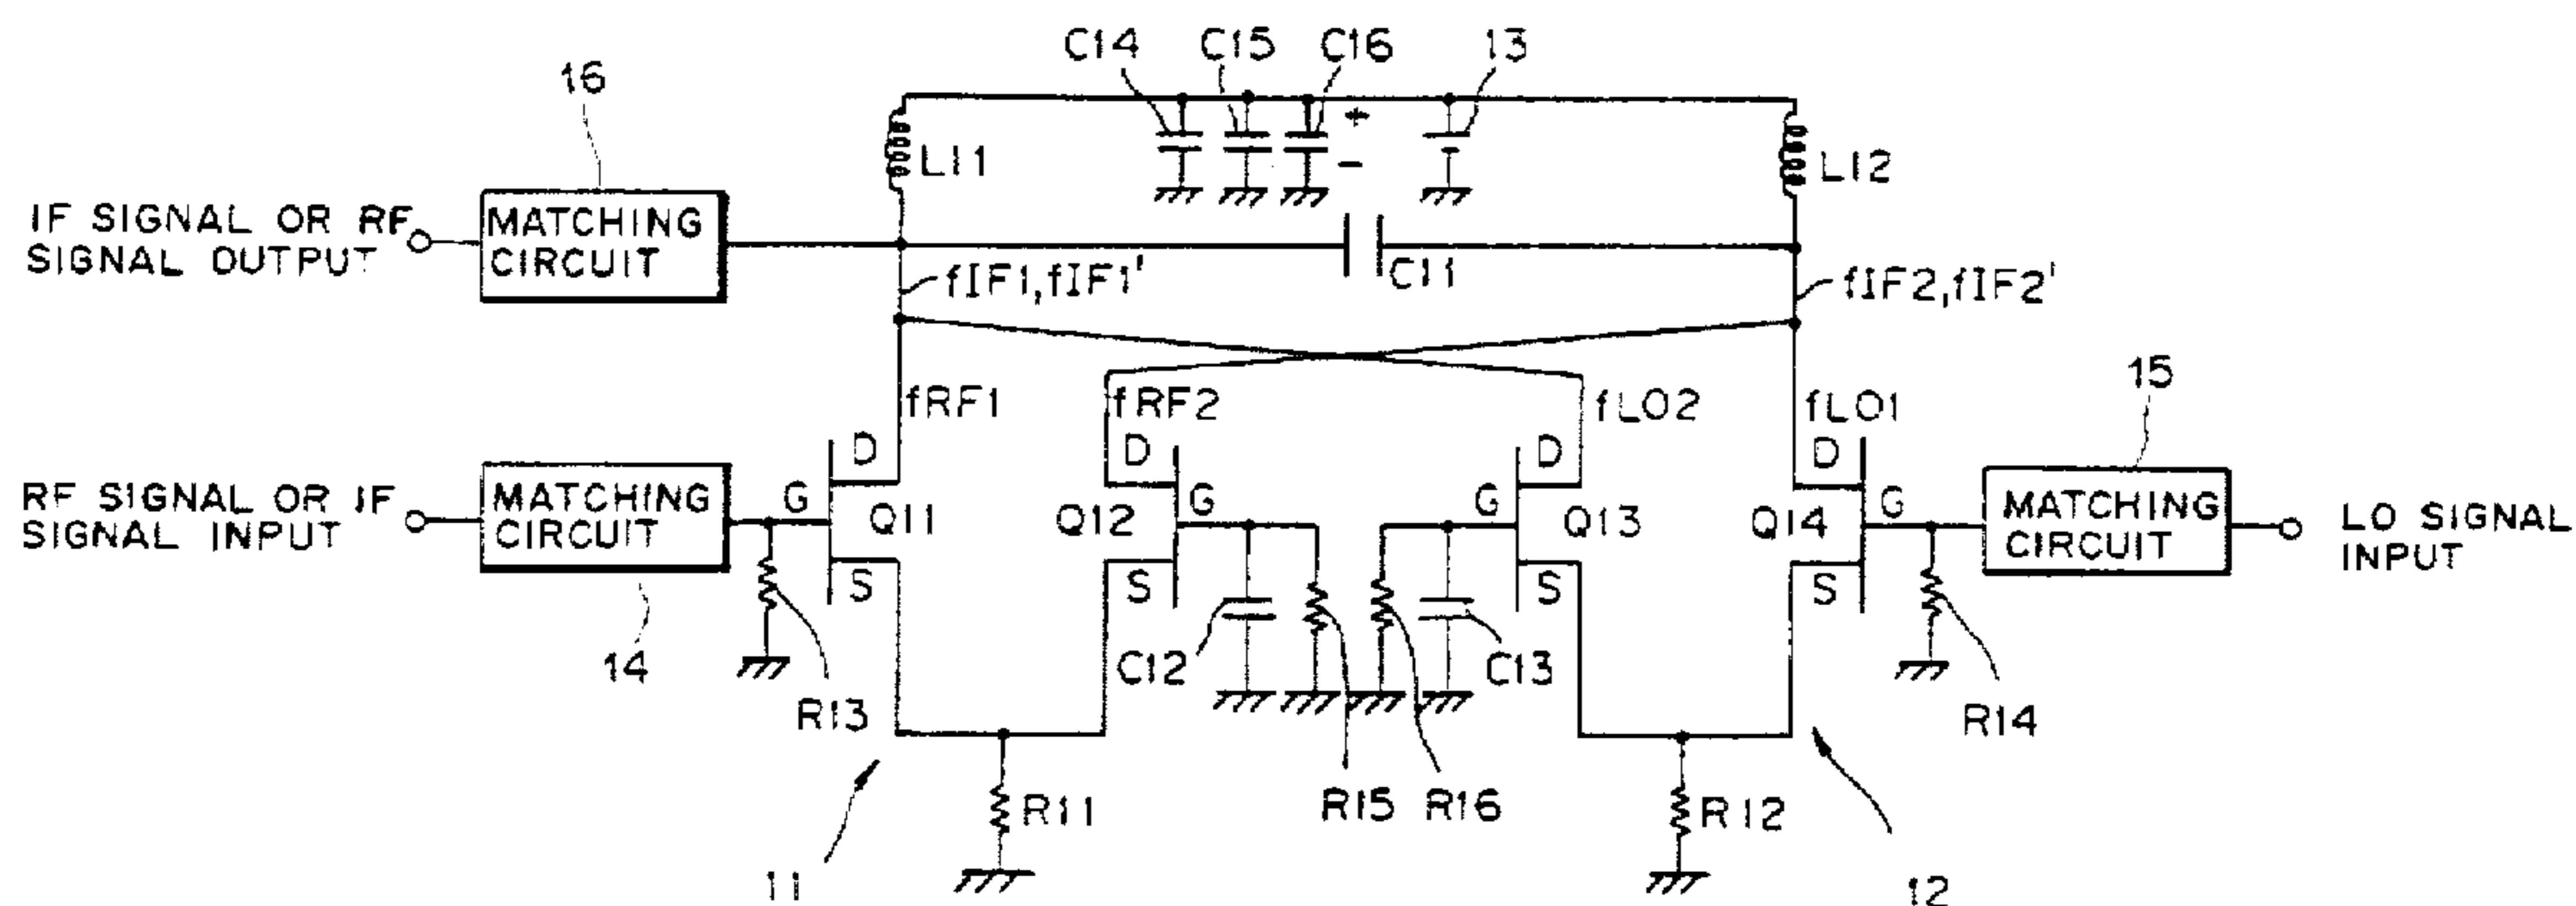 C14 C15 C16 13
16
+
L11
−
L12
IF SIGNAL OR RF
SIGNAL OUTPUT
MATCHING
CIRCUIT
C11
fIF1,fIF1'
fIF2,fIF2'
15
fRF1
fRF2
fLO2
fLO1
D
D
D
D
RF SIGNAL OR IF
SIGNAL INPUT
MATCHING
CIRCUIT
G
Q11
Q12
G
G
Q13
Q14
G
MATCHING
CIRCUIT
LO SIGNAL
INPUT
S
S
S
S
14
R13
C12
C13
R14
R15
R16
R11
R12
11
12